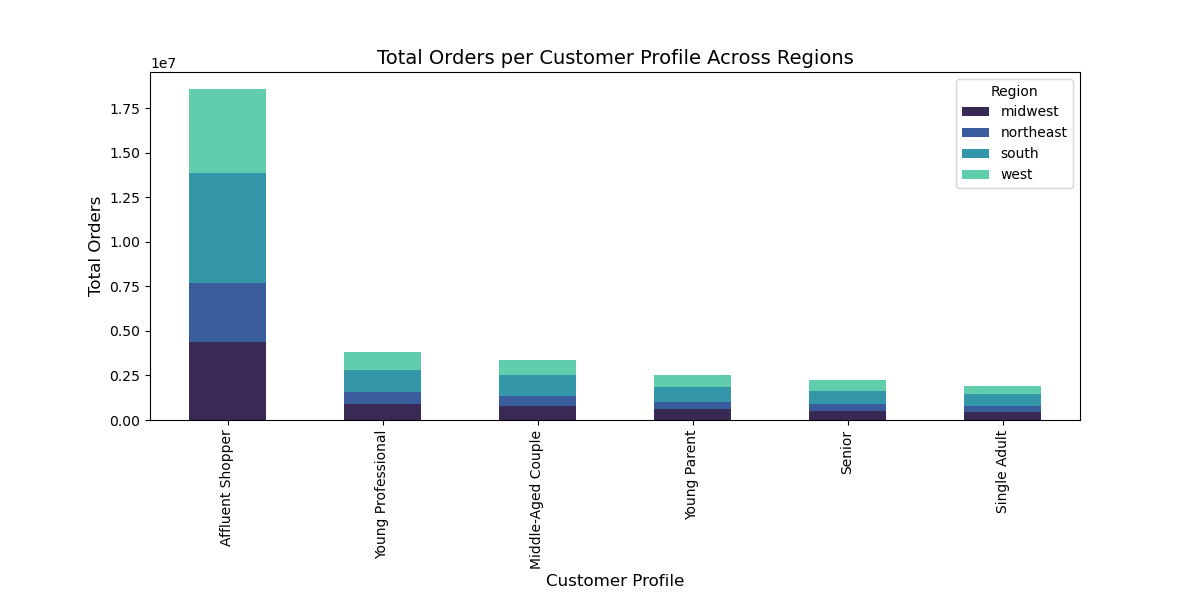 Total Orders per Customer Profile Across Regions
1e7
Total Orders
1.75
1.50
1.25
1.00
0.75
0.50
0.25
0.00
Region
midwest
northeast
south
west
Affluent Shopper
Young Professional
Middle-Aged Couple
Young Parent
Senior
Single Adult
Customer Profile